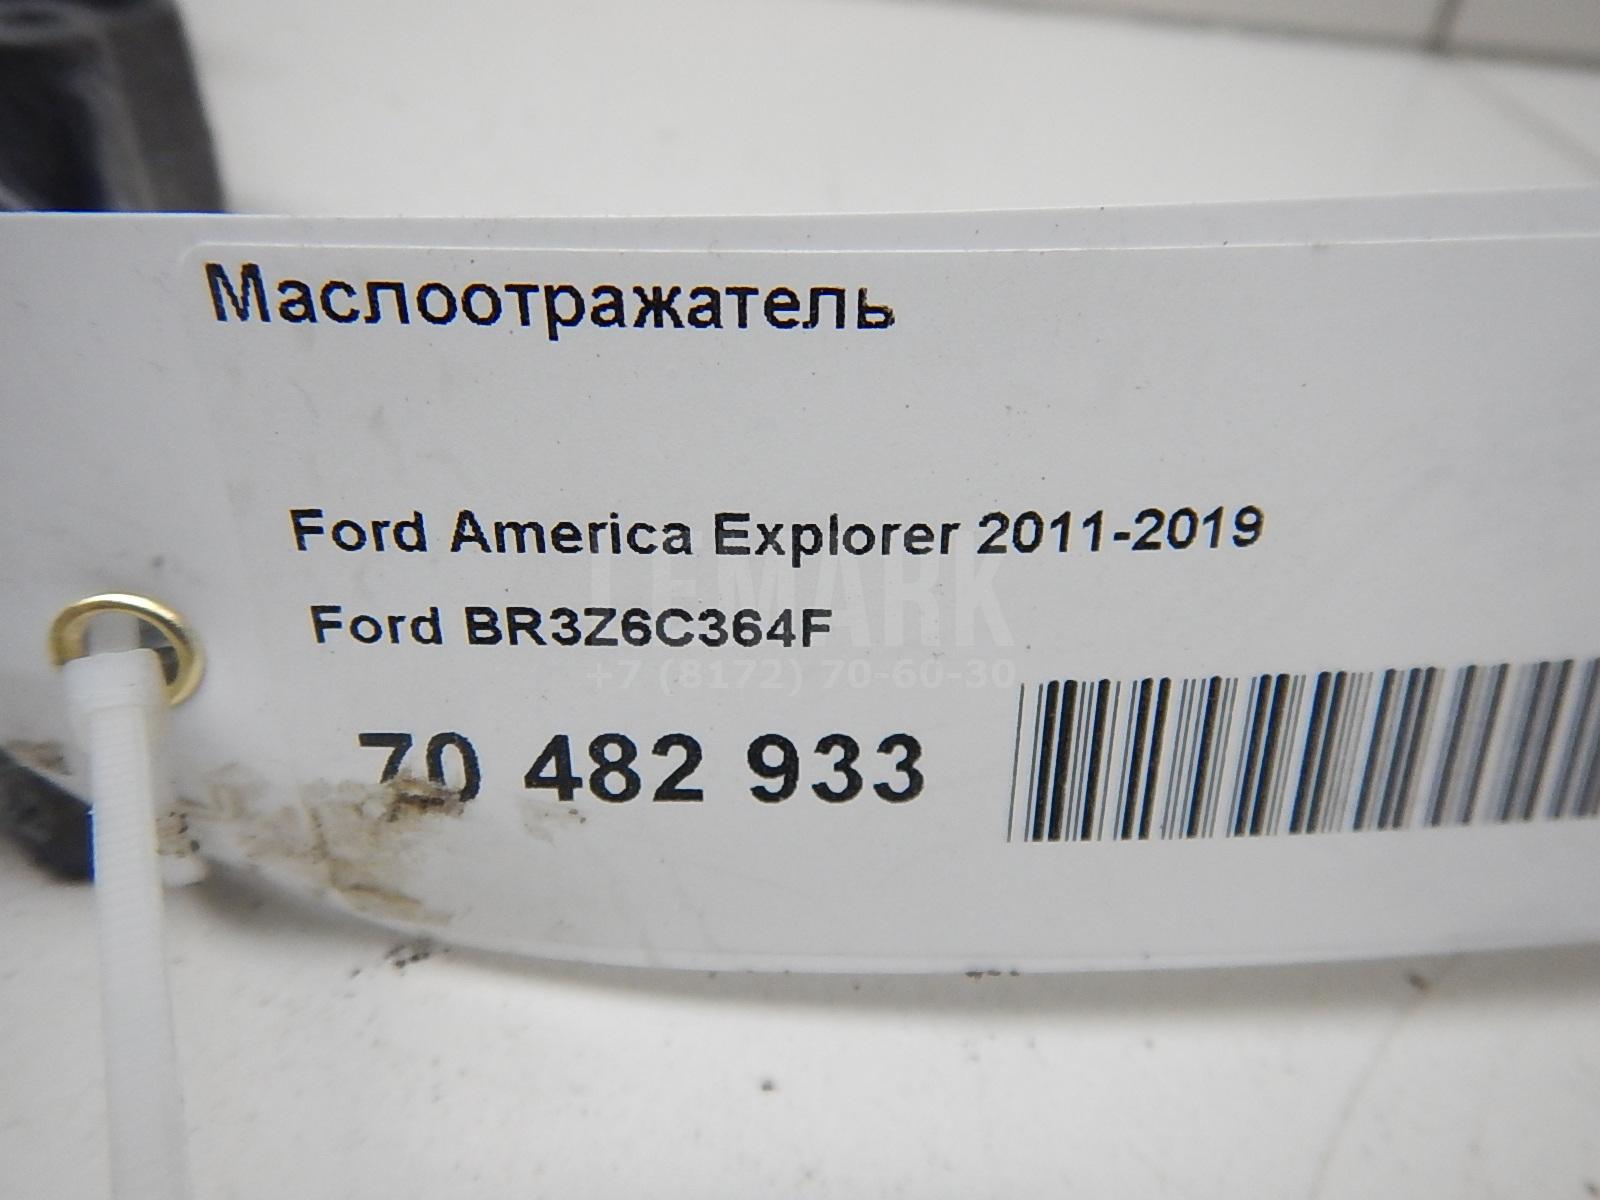 Маслоотражатель
Ford America Explorer 2011-2019
LEMARK
Ford BR3Z6C364F
+7 (8172) 70-60-30
70 482 933